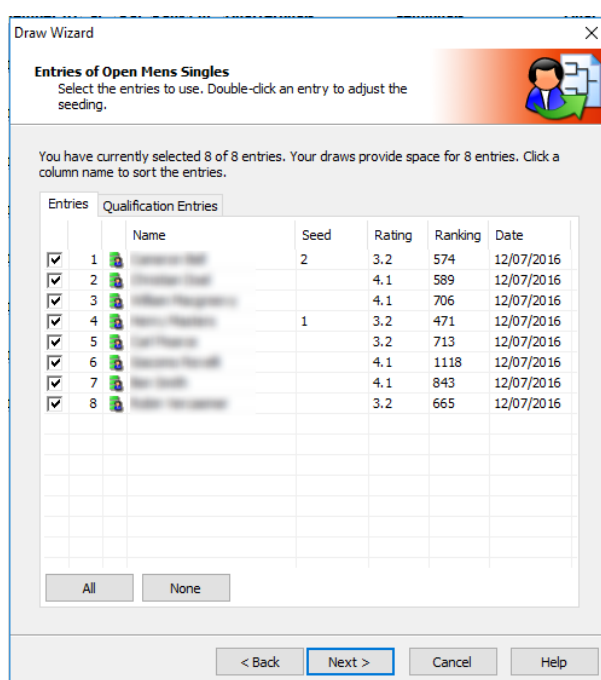 Draw Wizard
Entries of Open Mens Singles
Select the entries to use. Double-click an entry to adjust the
seeding.
You have currently selected 8 of 8 entries. Your draws provide space for 8 entries. Click a
column name to sort the entries.
Entries Qualification Entries
Name Seed Rating Ranking Date
1 2 3.2 574 12/07/2016
2 4.1 589 12/07/2016
3 4.1 706 12/07/2016
4 1 3.2 471 12/07/2016
5 3.2 713 12/07/2016
6 4.1 1118 12/07/2016
7 4.1 843 12/07/2016
8 3.2 665 12/07/2016
All None
< Back Next > Cancel Help